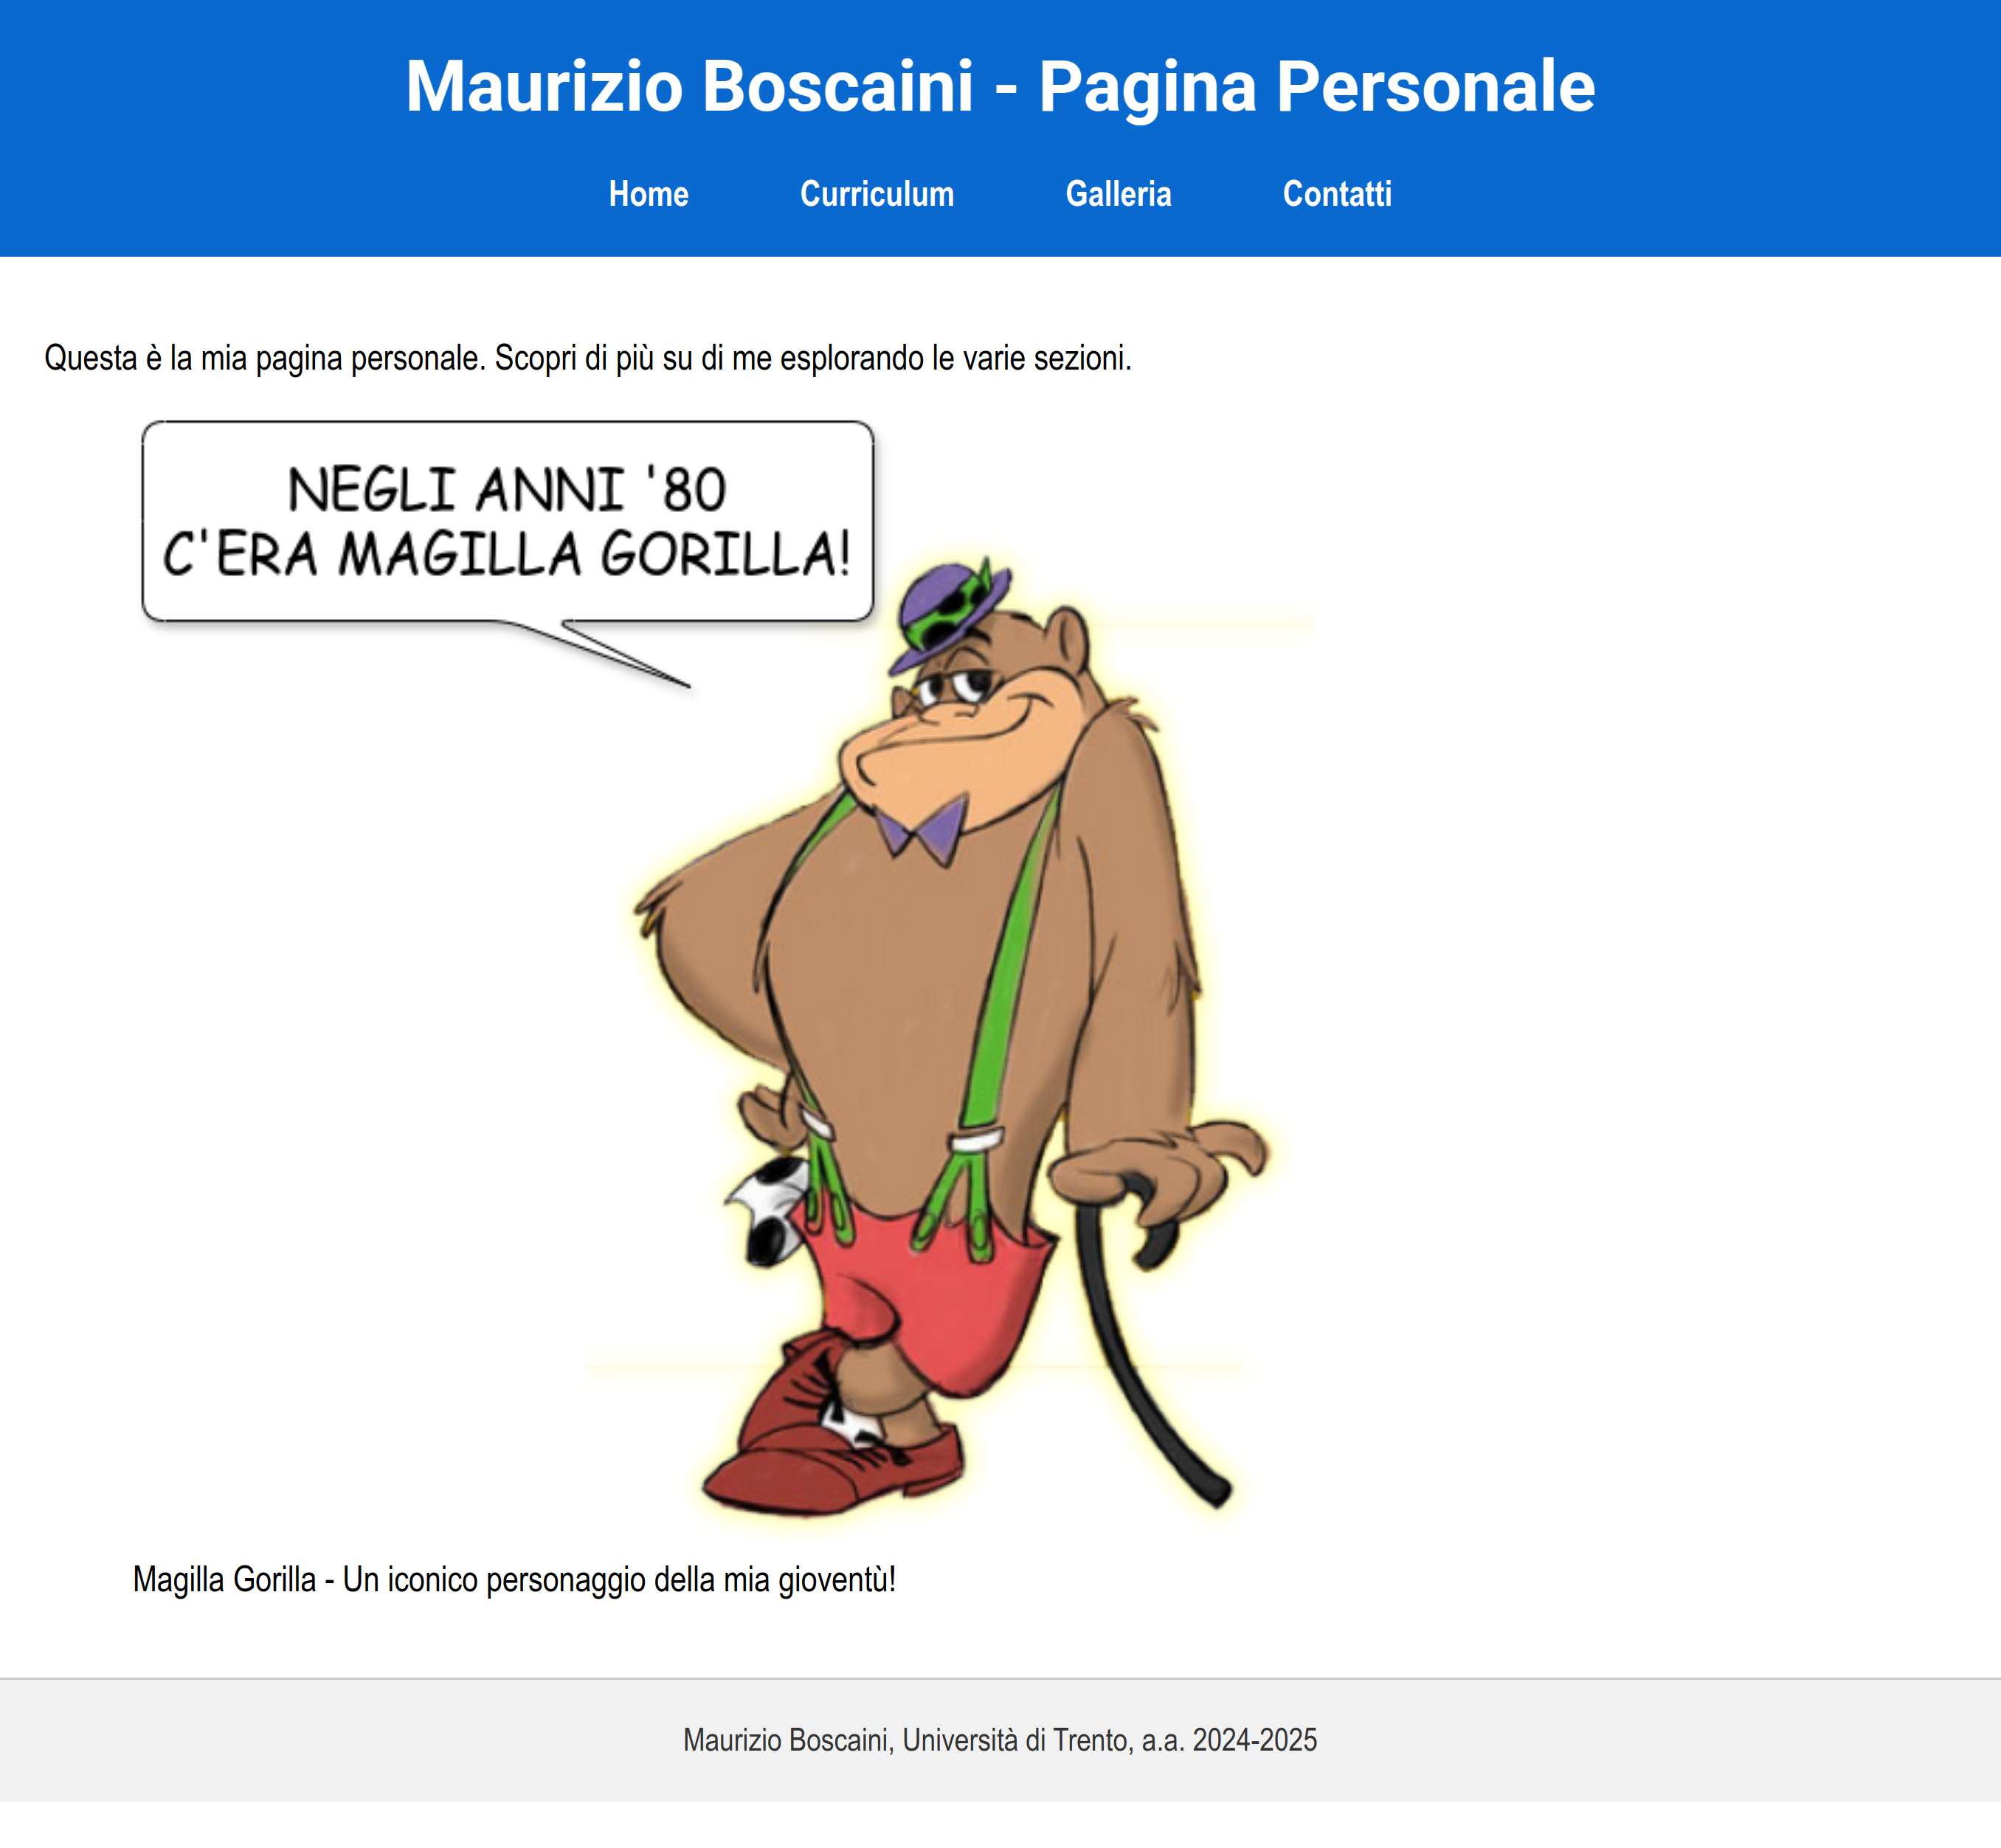 Maurizio Boscaini - Pagina Personale
Home Curriculum Galleria Contatti
Questa è la mia pagina personale. Scopri di più su di me esplorando le varie sezioni.
NEGLI ANNI '80
C'ERA MAGILLA GORILLA!
Magilla Gorilla - Un iconico personaggio della mia gioventù!
Maurizio Boscaini, Università di Trento, a.a. 2024-2025